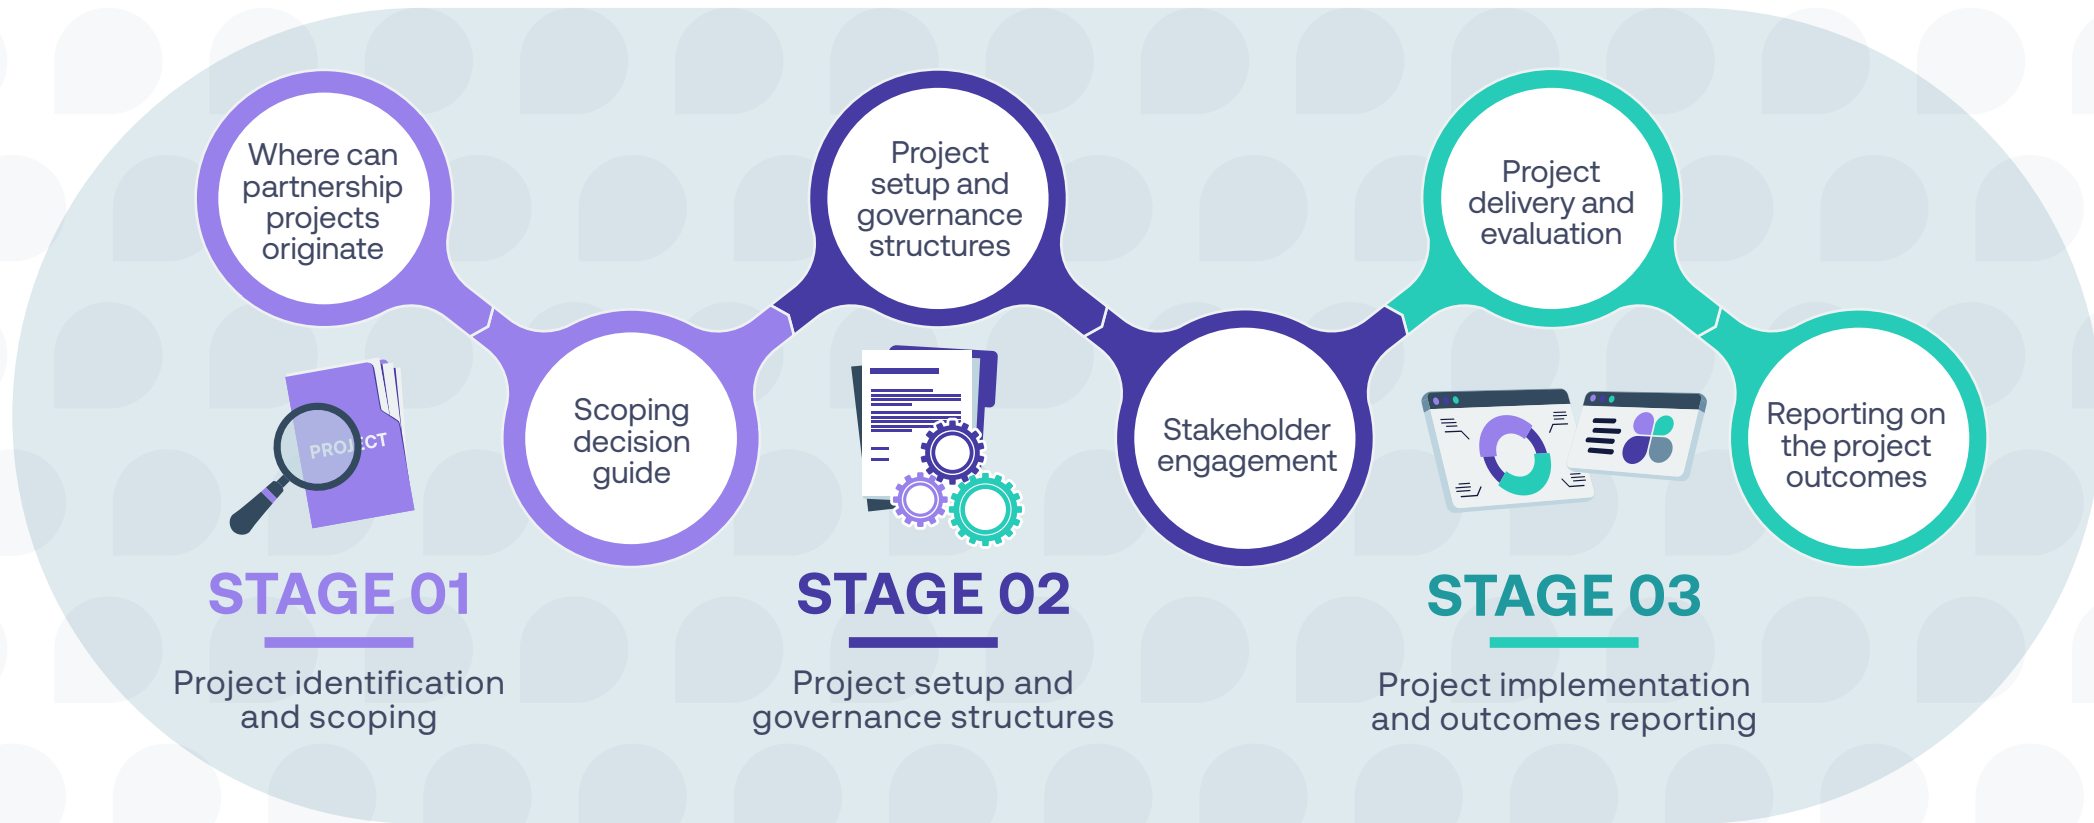 Where can
partnership
projects
originate
Scoping
decision
guide
Project
setup and
governance
structures
Stakeholder
engagement
Project
delivery and
evaluation
Reporting on
the project
outcomes
PROJECT
STAGE 01
Project identification
and scoping
STAGE 02
Project setup and
governance structures
STAGE 03
Project implementation
and outcomes reporting